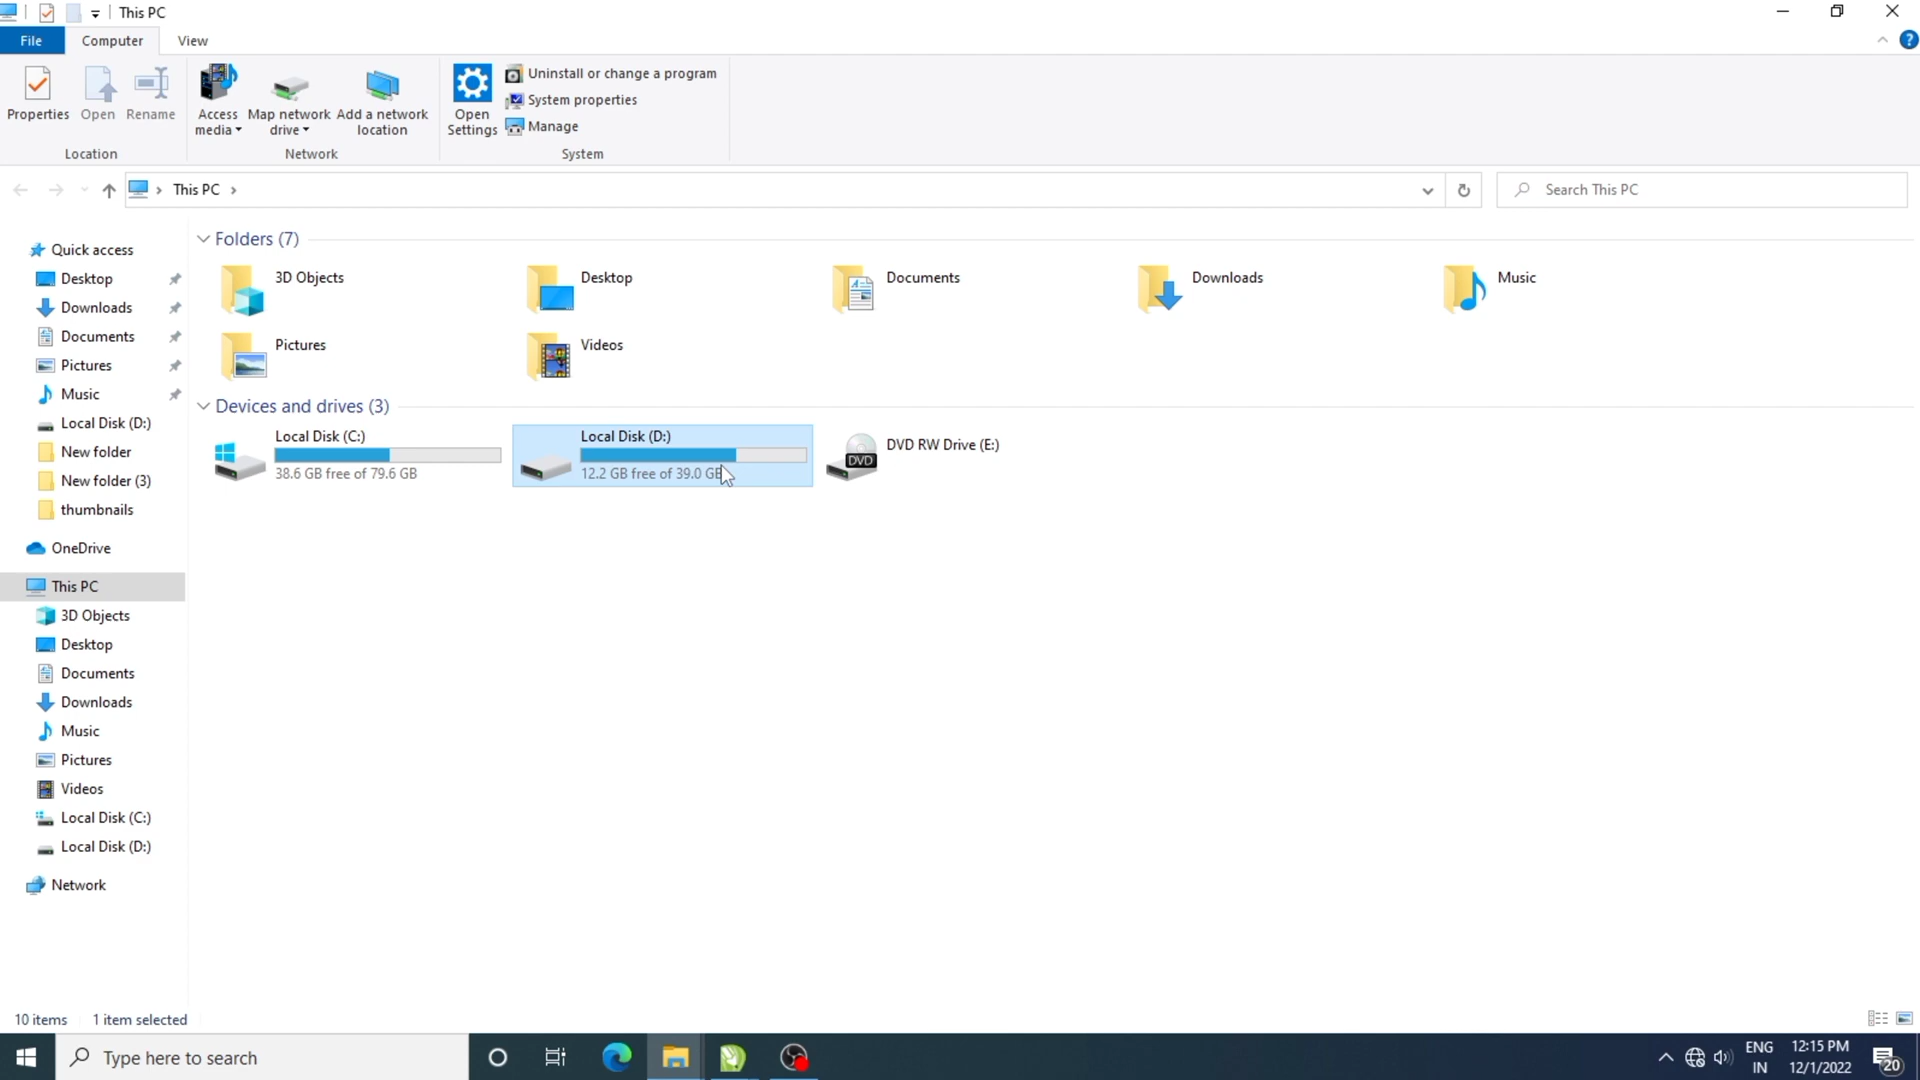 This PC
File
Computer
View
Properties
Open
Rename
Access
media
Map network
drive
Add a network
location
Open
Settings
Uninstall or change a program
System properties
Manage
Location
Network
System
This PC
Search This PC
Quick access
Desktop
Downloads
Documents
Pictures
Music
Local Disk (D:)
New folder
New folder (3)
thumbnails
OneDrive
This PC
3D Objects
Desktop
Documents
Downloads
Music
Pictures
Videos
Local Disk (C:)
Local Disk (D:)
Network
Folders (7)
3D Objects
Desktop
Documents
Downloads
Music
Pictures
Videos
Devices and drives (3)
Local Disk (C:)
38.6 GB free of 79.6 GB
Local Disk (D:)
12.2 GB free of 39.0 GB
DVD
DVD RW Drive (E:)
10 items
1 item selected
Type here to search
ENG
IN
12:15 PM
12/1/2022
20